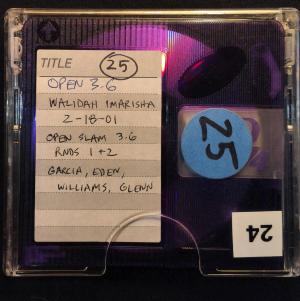 TITLE 25
OPEN 3.6
WALIDAH IMARISHA
2-18-01
OPEN SLAM 3.6
RNDS 1+2
GARCIA, EDEN,
WILLIAMS, GLENN
25
24